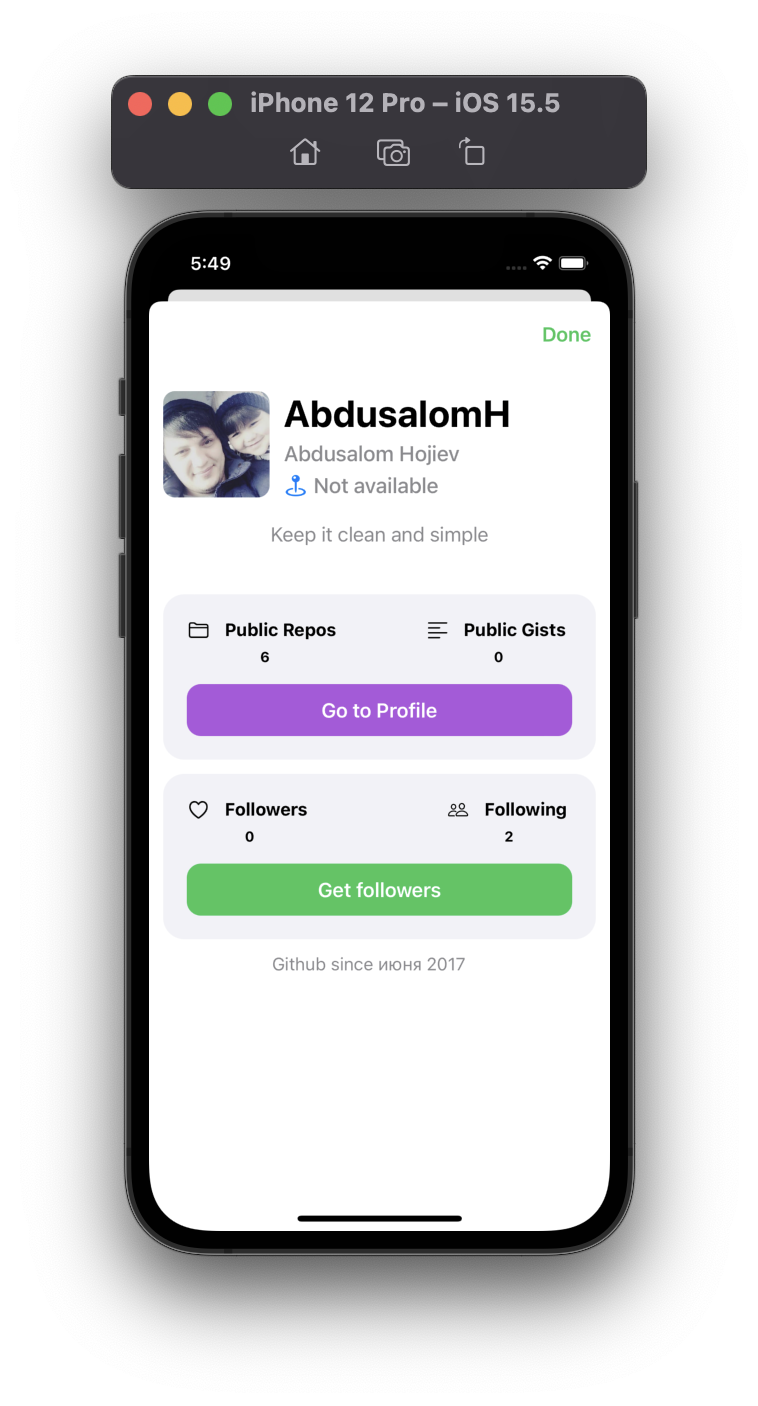 iPhone 12 Pro – iOS 15.5
5:49
Done
AbdusalomH
Abdusalom Hojiev
Not available
Keep it clean and simple
Public Repos Public Gists
6 0
Go to Profile
Followers Following
0 2
Get followers
Github since июня 2017